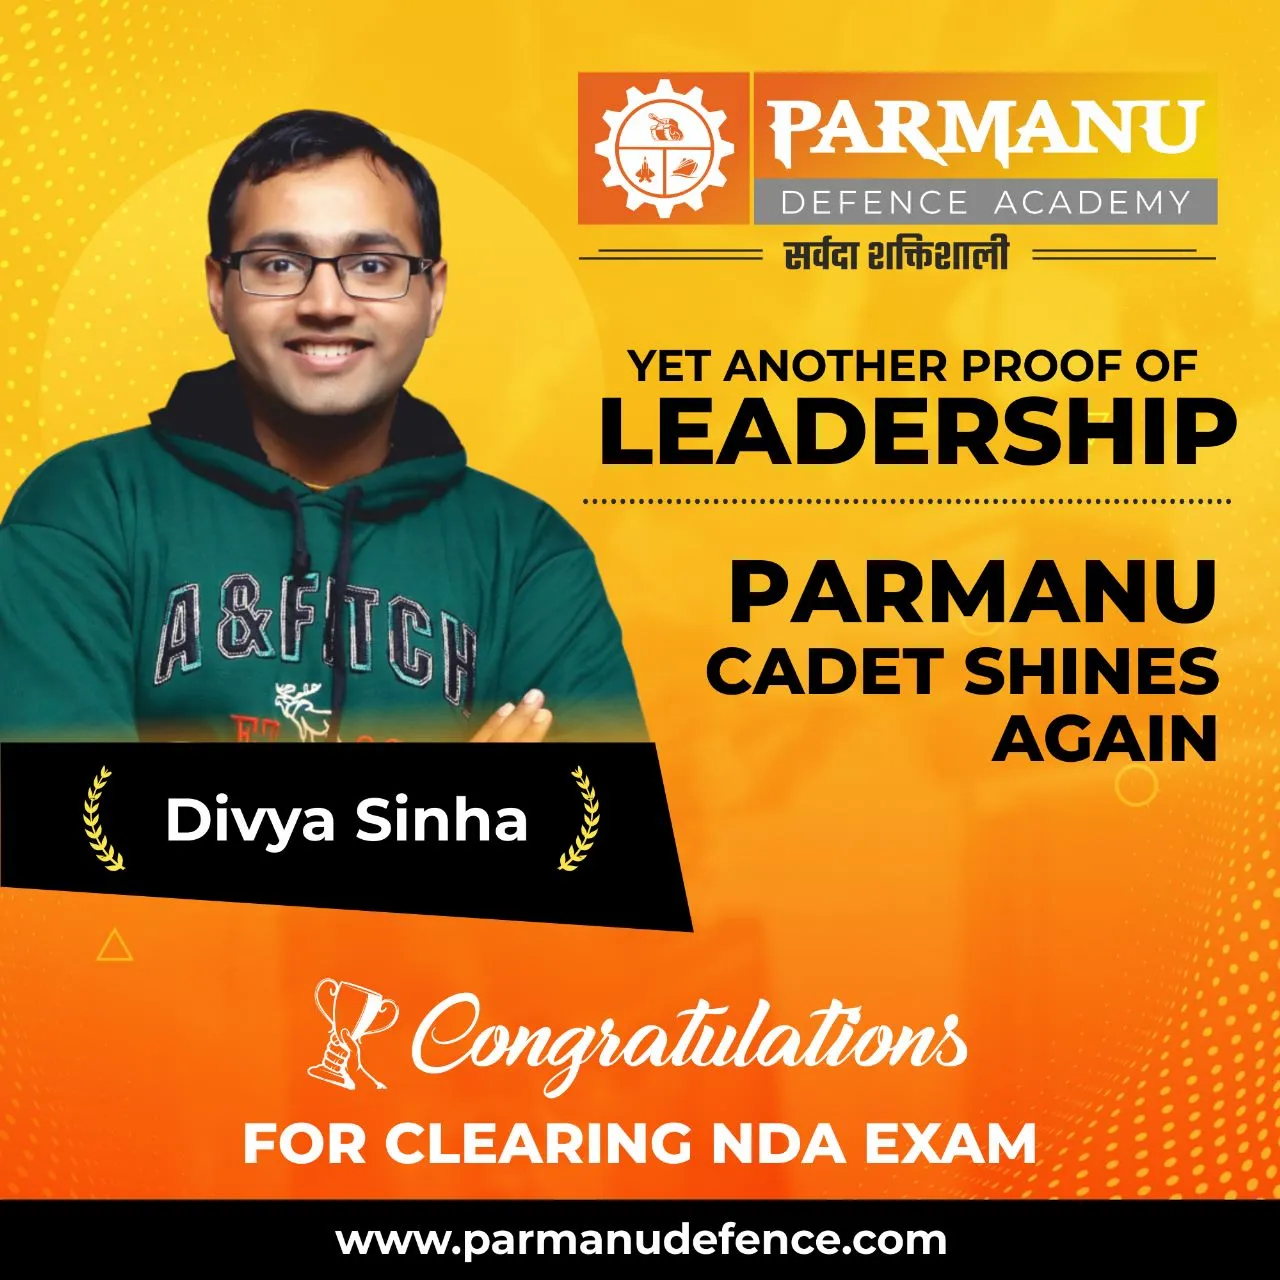 PARMANU
DEFENCE ACADEMY
सर्वदा शक्तिशाली
YET ANOTHER PROOF OF
LEADERSHIP
PARMANU
CADET SHINES
AGAIN
A&FITCH
Divya Sinha
Congratulations
FOR CLEARING NDA EXAM
www.parmanudefence.com